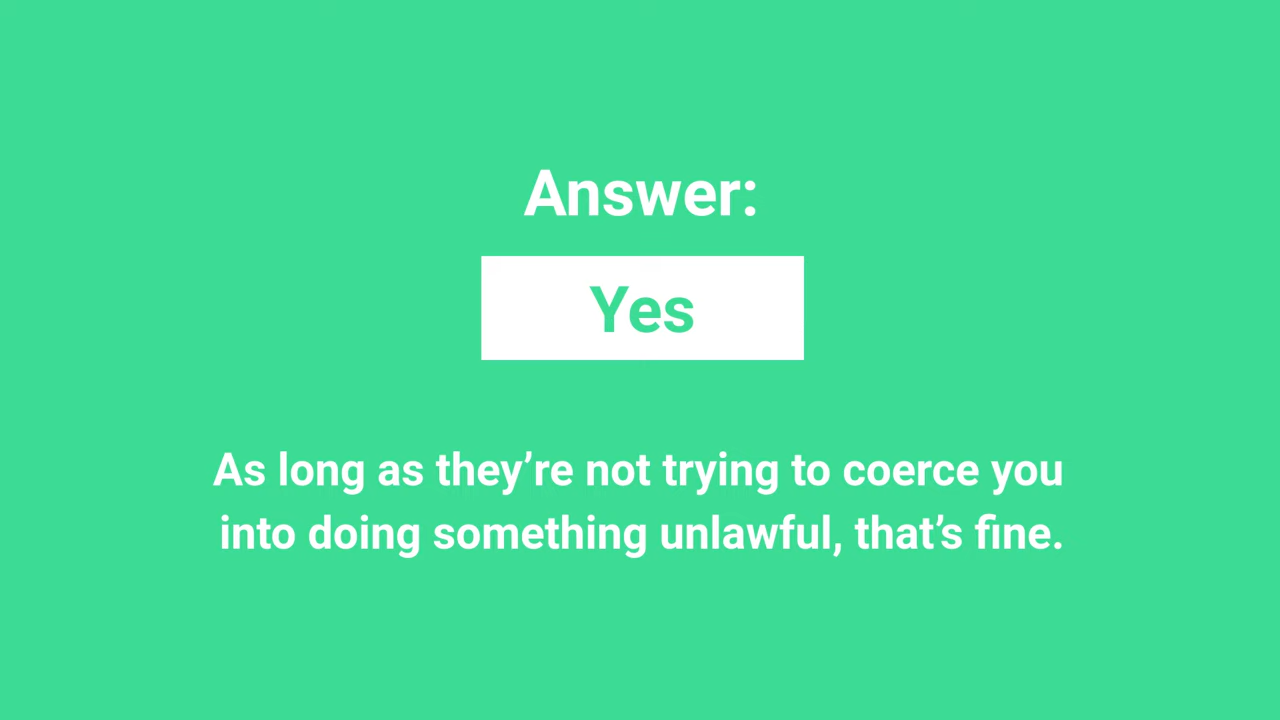 Answer:
Yes
As long as they’re not trying to coerce you
into doing something unlawful, that’s fine.